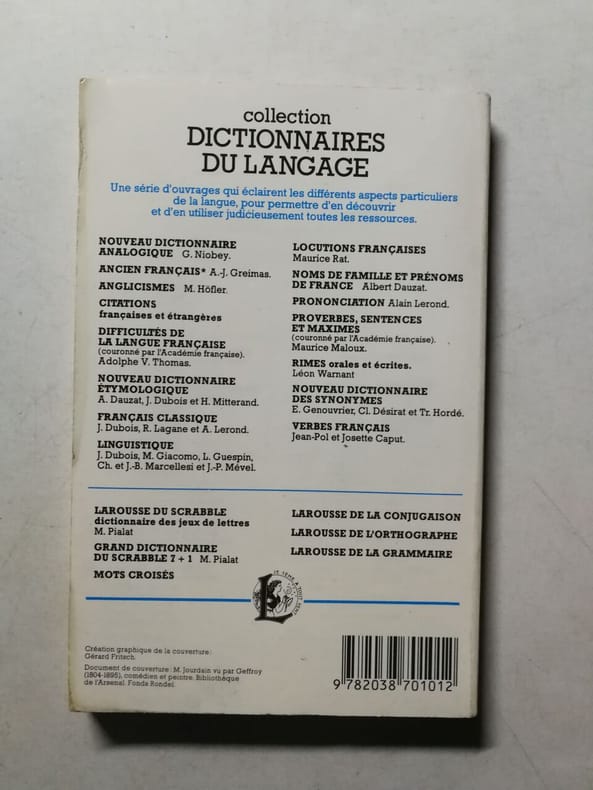 collection
DICTIONNAIRES
DU LANGAGE
Une série d'ouvrages qui éclairent les différents aspects particuliers
de la langue, pour permettre d'en découvrir
et d'en utiliser judicieusement toutes les ressources.
NOUVEAU DICTIONNAIRE
ANALOGIQUE G. Niobey.
ANCIEN FRANÇAIS* A.-J. Greimas.
ANGLICISMES M. Höfler.
CITATIONS
françaises et étrangères
DIFFICULTÉS DE
LA LANGUE FRANÇAISE
(couronné par l'Académie française).
Adolphe V. Thomas.
NOUVEAU DICTIONNAIRE
ÉTYMOLOGIQUE
A. Dauzat, J. Dubois et H. Mitterand.
FRANÇAIS CLASSIQUE
J. Dubois, R. Lagane et A. Lerond.
LINGUISTIQUE
J. Dubois, M. Giacomo, L. Guespin,
Ch. et J.-B. Marcellesi et J.-P. Mével.
LOCUTIONS FRANÇAISES
Maurice Rat.
NOMS DE FAMILLE ET PRÉNOMS
DE FRANCE Albert Dauzat.
PRONONCIATION Alain Lerond.
PROVERBES, SENTENCES
ET MAXIMES
(couronné par l'Académie française).
Maurice Maloux.
RIMES orales et écrites.
Léon Warnant
NOUVEAU DICTIONNAIRE
DES SYNONYMES
E. Genouvrier, Cl. Désirat et Tr. Hordé.
VERBES FRANÇAIS
Jean-Pol et Josette Caput.
LAROUSSE DU SCRABBLE
dictionnaire des jeux de lettres
M. Pialat
GRAND DICTIONNAIRE
DU SCRABBLE 7 + 1 M. Pialat
MOTS CROISÉS
LAROUSSE DE LA CONJUGAISON
LAROUSSE DE L'ORTHOGRAPHE
LAROUSSE DE LA GRAMMAIRE
JE SÈME À TOUT VENT
L
Création graphique de la couverture :
Gérard Fritsch.
Document de couverture : M. Jourdain vu par Geffroy
(1804-1895), comédien et peintre. Bibliothèque
de l'Arsenal. Fonds Rondel.
9 782038 701012